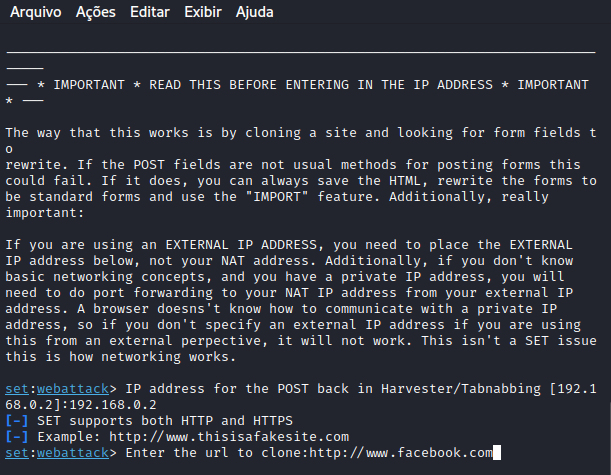 Arquivo Ações Editar Exibir Ajuda
--- * IMPORTANT * READ THIS BEFORE ENTERING IN THE IP ADDRESS * IMPORTANT
* ---
The way that this works is by cloning a site and looking for form fields t
o
rewrite. If the POST fields are not usual methods for posting forms this
could fail. If it does, you can always save the HTML, rewrite the forms to
be standard forms and use the "IMPORT" feature. Additionally, really
important:
If you are using an EXTERNAL IP ADDRESS, you need to place the EXTERNAL
IP address below, not your NAT address. Additionally, if you don't know
basic networking concepts, and you have a private IP address, you will
need to do port forwarding to your NAT IP address from your external IP
address. A browser doesns't know how to communicate with a private IP
address, so if you don't specify an external IP address if you are using
this from an external perpective, it will not work. This isn't a SET issue
this is how networking works.
set:webattack> IP address for the POST back in Harvester/Tabnabbing [192.1
68.0.2]:192.168.0.2
[-] SET supports both HTTP and HTTPS
[-] Example: http://www.thisisafakesite.com
set:webattack> Enter the url to clone:http://www.facebook.com